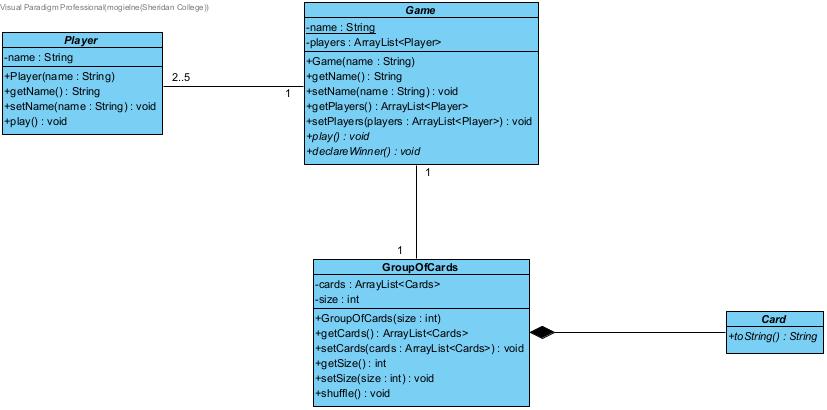 Visual Paradigm Professional(mogielne(Sheridan College))
Player
-name : String
+Player(name : String)
+getName() : String
+setName(name : String) : void
+play() : void
2..5
1
Game
-name : String
-players : ArrayList<Player>
+Game(name : String)
+getName() : String
+setName(name : String) : void
+getPlayers() : ArrayList<Player>
+setPlayers(players : ArrayList<Player>) : void
+play() : void
+declareWinner() : void
1
1
GroupOfCards
-cards : ArrayList<Cards>
-size : int
+GroupOfCards(size : int)
+getCards() : ArrayList<Cards>
+setCards(cards : ArrayList<Cards>) : void
+getSize() : int
+setSize(size : int) : void
+shuffle() : void
Card
+toString() : String